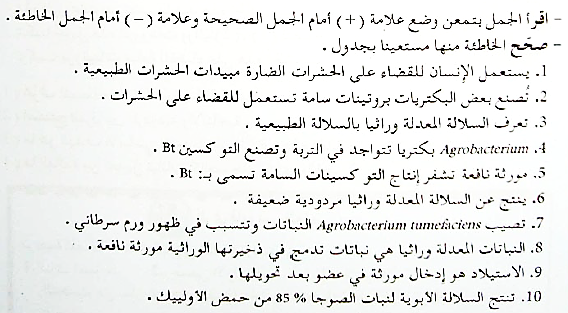 - اقرأ الجمل بتمعن وضع علامة ( + ) أمام الجمل الصحيحة وعلامة ( – ) أمام الجمل الخاطئة .
- صحّح الخاطئة منها مستعينا بجدول .
1. يستعمل الإنسان للقضاء على الحشرات الضارة مبيدات الحشرات الطبيعية .
2. تُصنع بعض البكتريات بروتينات سامة تستعمل للقضاء على الحشرات .
3. تعرف السلالة المعدلة وراثيا بالسلالة الطبيعية .
4. Agrobacterium بكتريا تتواجد في التربة وتصنع التوكسين Bt .
5. مورثة نافعة تشفر إنتاج التوكسينات السامة تسمى بـ: Bt .
6. ينتج عن السلالة المعدلة وراثيا مردودية ضعيفة .
7. تصيب Agrobacterium tumefaciens النباتات وتتسبب في ظهور ورم سرطاني .
8. النباتات المعدلة وراثيا هي نباتات تدمج في ذخيرتها الوراثية مورثة نافعة .
9. الاستيلاد هو إدخال مورثة في عضو بعد تحويلها .
10. تنتج السلالة الأبوية لنبات الصوجا 85 % من حمض الأولييك .